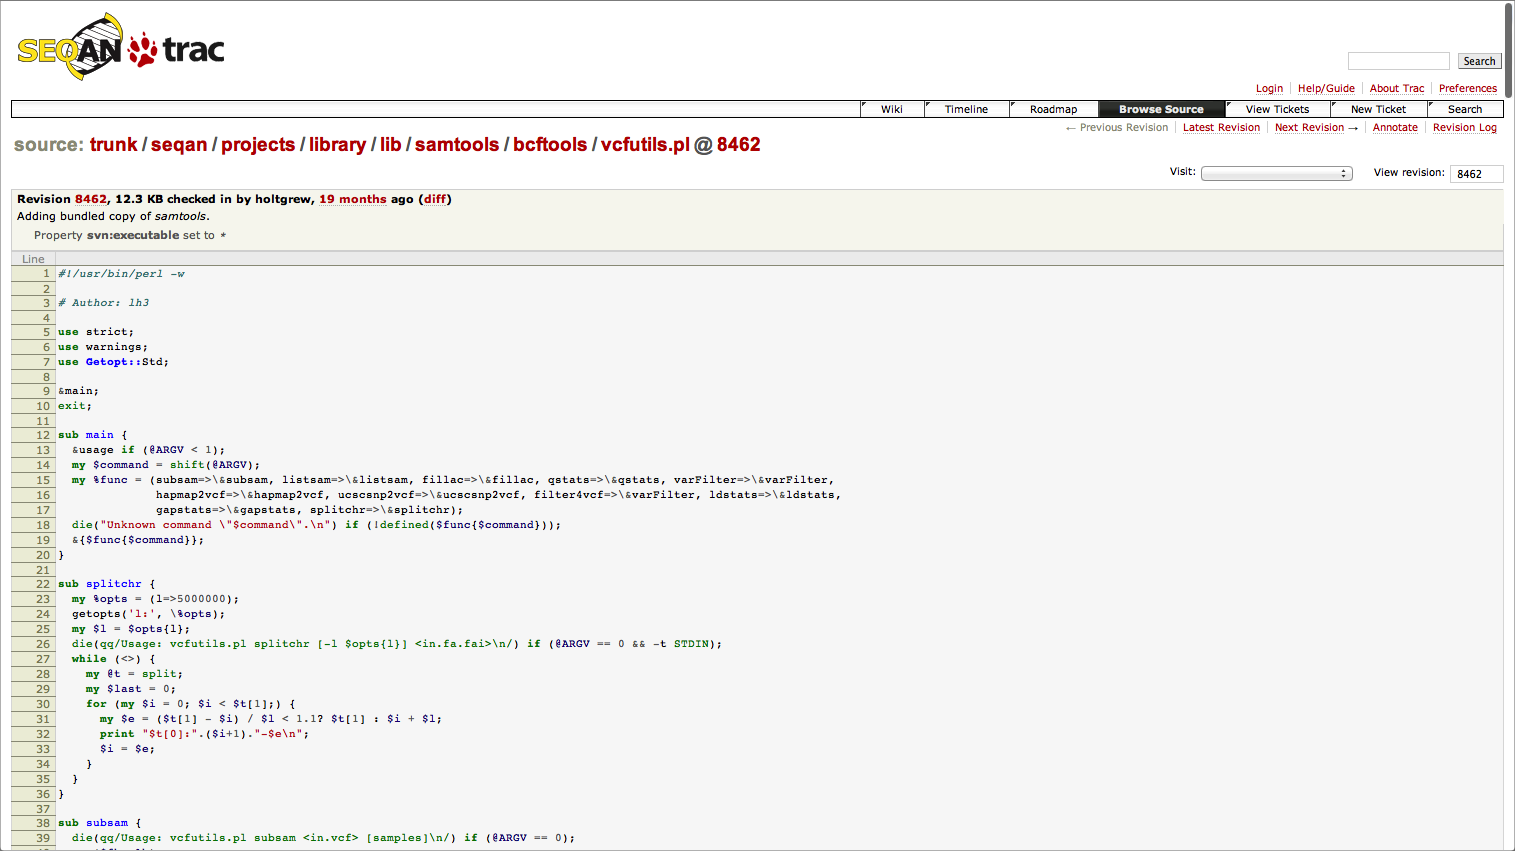 SEQAN trac
Search
Login Help/Guide About Trac Preferences
Wiki Timeline Roadmap Browse Source View Tickets New Ticket Search
← Previous Revision Latest Revision Next Revision → Annotate Revision Log
source: trunk / seqan / projects / library / lib / samtools / bcftools / vcfutils.pl @ 8462
Visit: View revision: 8462
Revision 8462, 12.3 KB checked in by holtgrew, 19 months ago (diff)
Adding bundled copy of samtools.
Property svn:executable set to *
Line
1 #!/usr/bin/perl -w
2
3 # Author: lh3
4
5 use strict;
6 use warnings;
7 use Getopt::Std;
8
9 &main;
10 exit;
11
12 sub main {
13 &usage if (@ARGV < 1);
14 my $command = shift(@ARGV);
15 my %func = (subsam=>\&subsam, listsam=>\&listsam, fillac=>\&fillac, qstats=>\&qstats, varFilter=>\&varFilter,
16 hapmap2vcf=>\&hapmap2vcf, ucscsnp2vcf=>\&ucscsnp2vcf, filter4vcf=>\&varFilter, ldstats=>\&ldstats,
17 gapstats=>\&gapstats, splitchr=>\&splitchr);
18 die("Unknown command \"$command\".\n") if (!defined($func{$command}));
19 &{$func{$command}};
20 }
21
22 sub splitchr {
23 my %opts = (l=>5000000);
24 getopts('l:', \%opts);
25 my $l = $opts{l};
26 die(qq/Usage: vcfutils.pl splitchr [-l $opts{l}] <in.fa.fai>\n/) if (@ARGV == 0 && -t STDIN);
27 while (<>) {
28 my @t = split;
29 my $last = 0;
30 for (my $i = 0; $i < $t[1];) {
31 my $e = ($t[1] - $i) / $l < 1.1? $t[1] : $i + $l;
32 print "$t[0]:".($i+1)."-$e\n";
33 $i = $e;
34 }
35 }
36 }
37
38 sub subsam {
39 die(qq/Usage: vcfutils.pl subsam <in.vcf> [samples]\n/) if (@ARGV == 0);